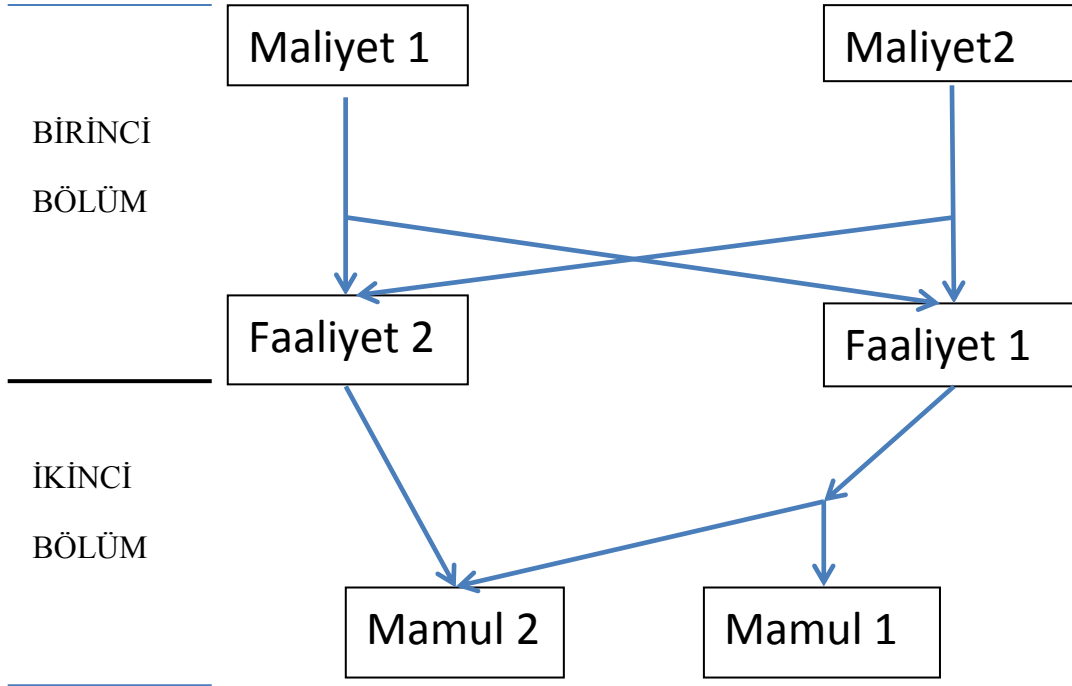 Maliyet 1
Maliyet2
BİRİNCİ
BÖLÜM
Faaliyet 2
Faaliyet 1
İKİNCİ
BÖLÜM
Mamul 2
Mamul 1